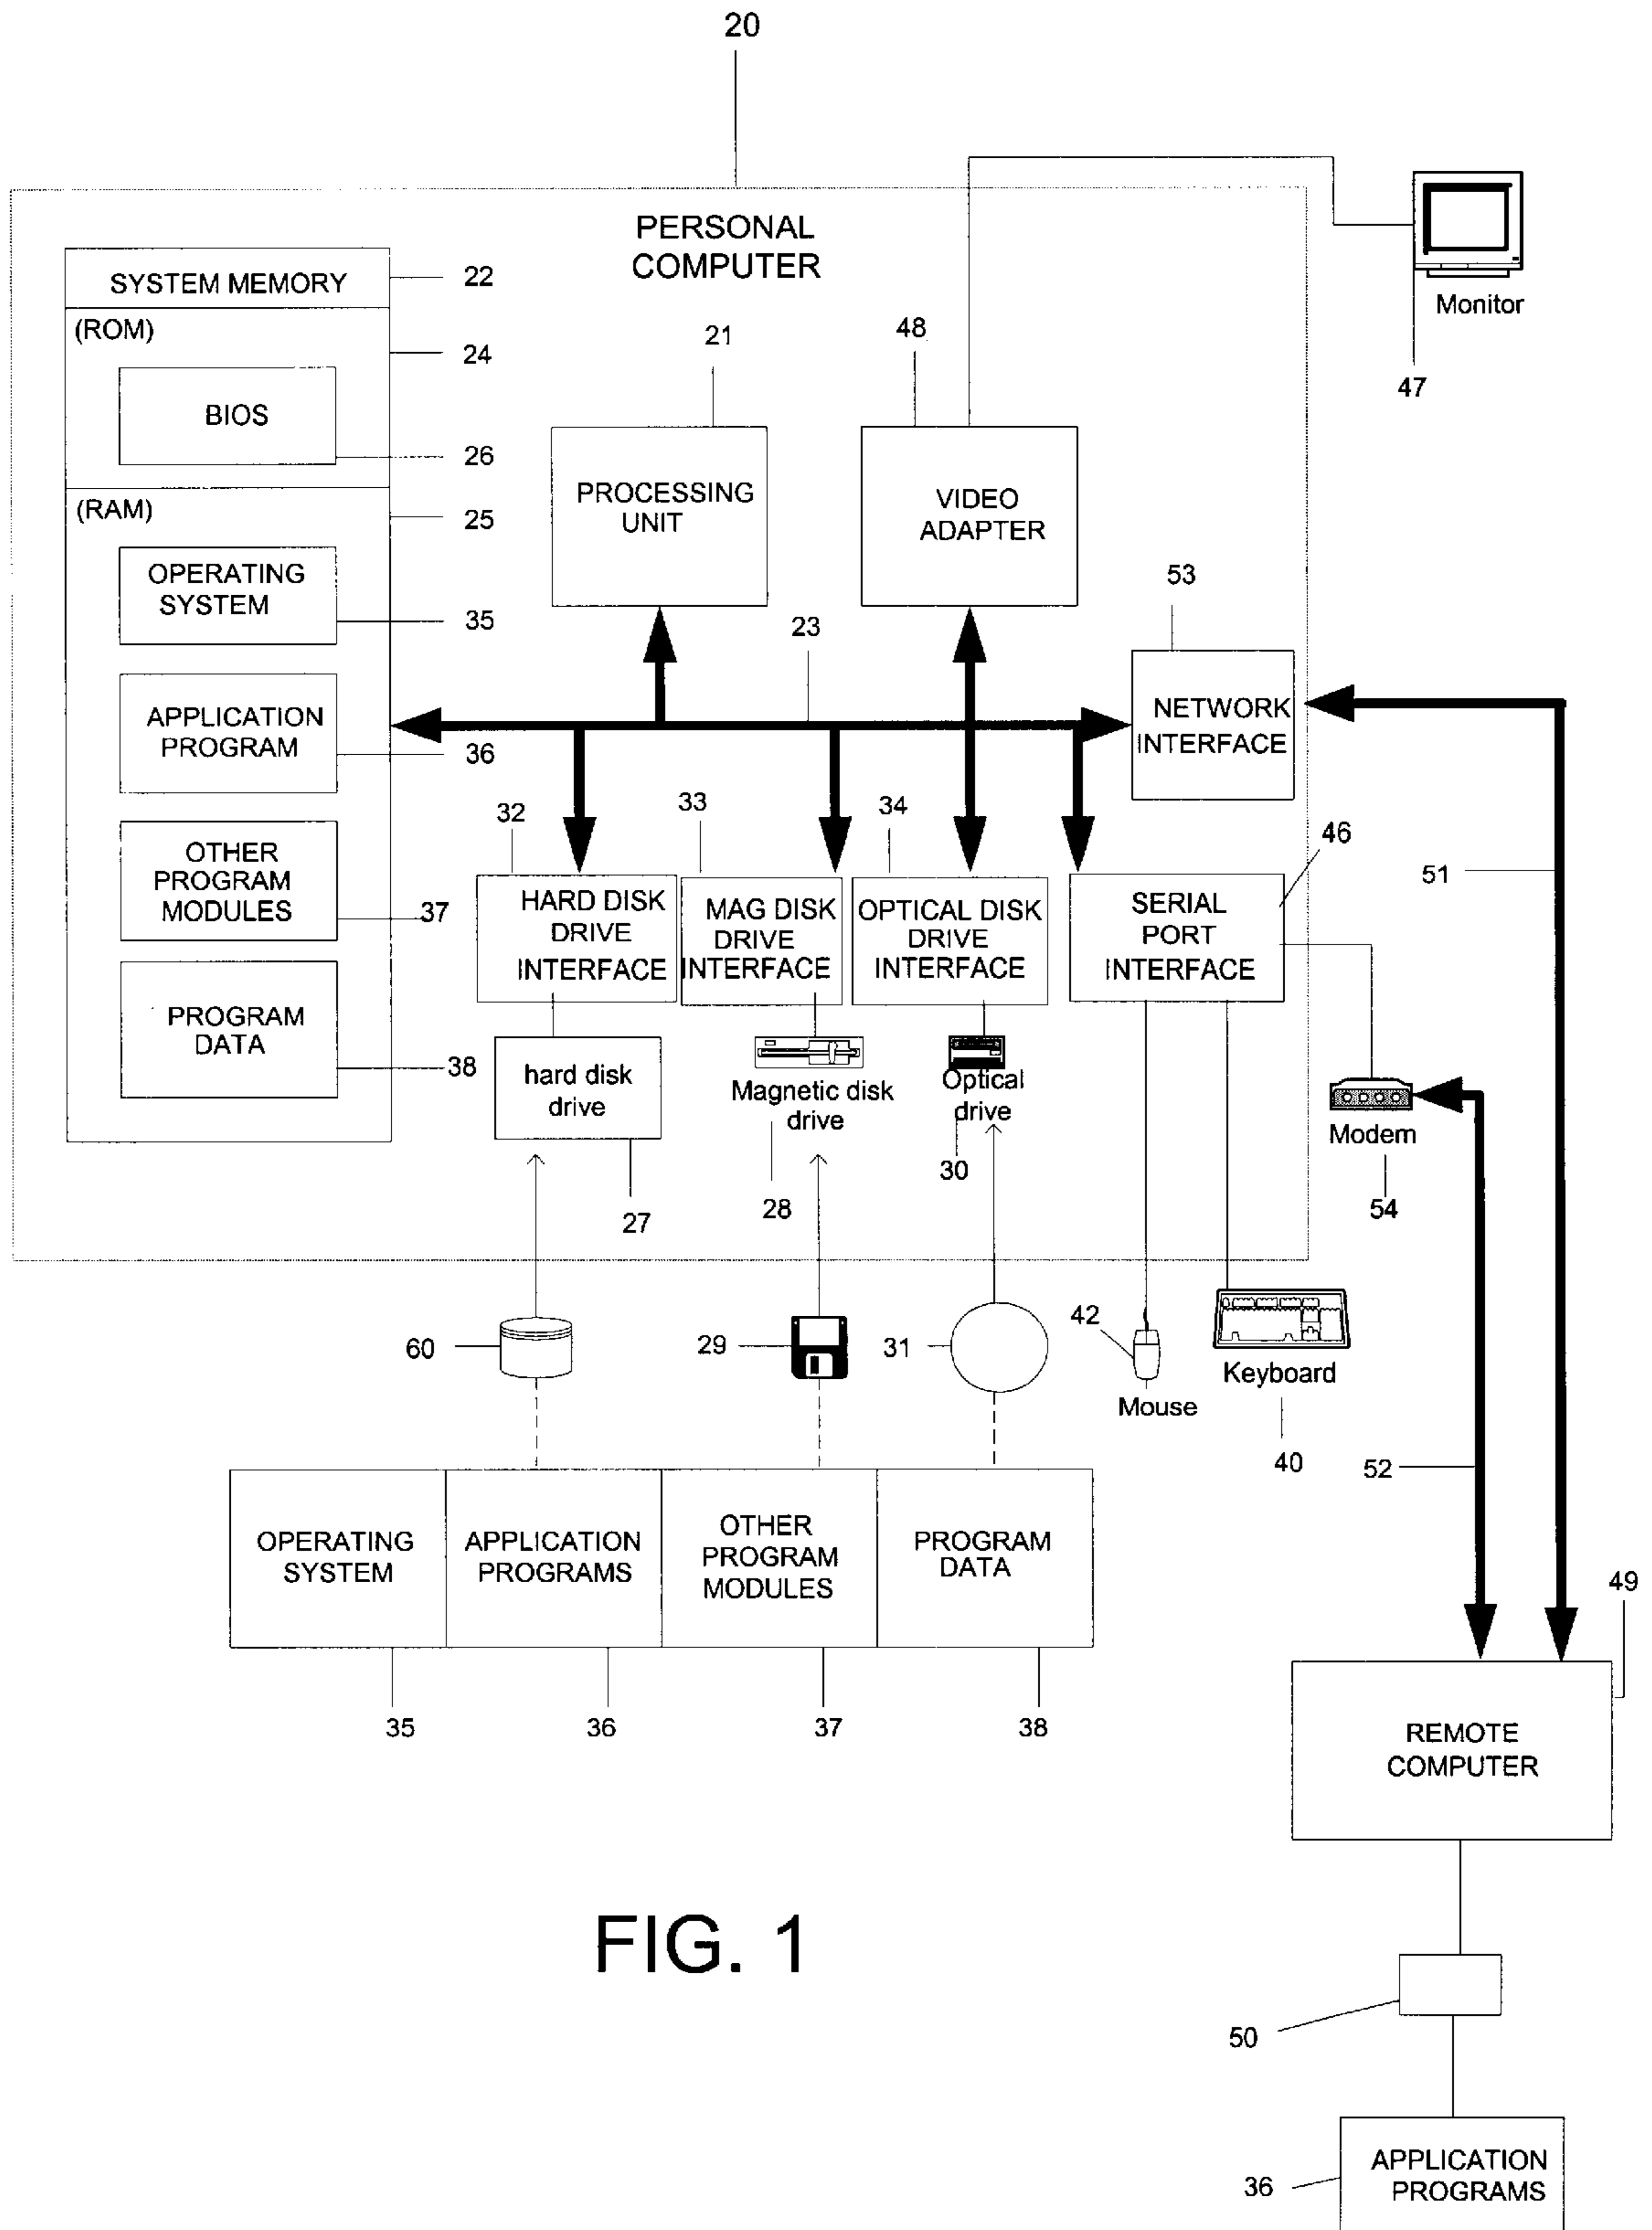 20
PERSONAL
COMPUTER
SYSTEM MEMORY
22
(ROM)
24
BIOS
26
(RAM)
25
OPERATING
SYSTEM
35
APPLICATION
PROGRAM
36
OTHER
PROGRAM
MODULES
37
PROGRAM
DATA
38
21
PROCESSING
UNIT
48
VIDEO
ADAPTER
Monitor
47
23
53
NETWORK
INTERFACE
32
HARD DISK
DRIVE
INTERFACE
33
MAG DISK
DRIVE
INTERFACE
34
OPTICAL DISK
DRIVE
INTERFACE
46
SERIAL
PORT
INTERFACE
51
hard disk
drive
27
Magnetic disk
drive
28
Optical
drive
30
Modem
54
60
29
31
42
Mouse
Keyboard
40
52
OPERATING
SYSTEM
APPLICATION
PROGRAMS
OTHER
PROGRAM
MODULES
PROGRAM
DATA
35
36
37
38
49
REMOTE
COMPUTER
FIG. 1
50
36
APPLICATION
PROGRAMS